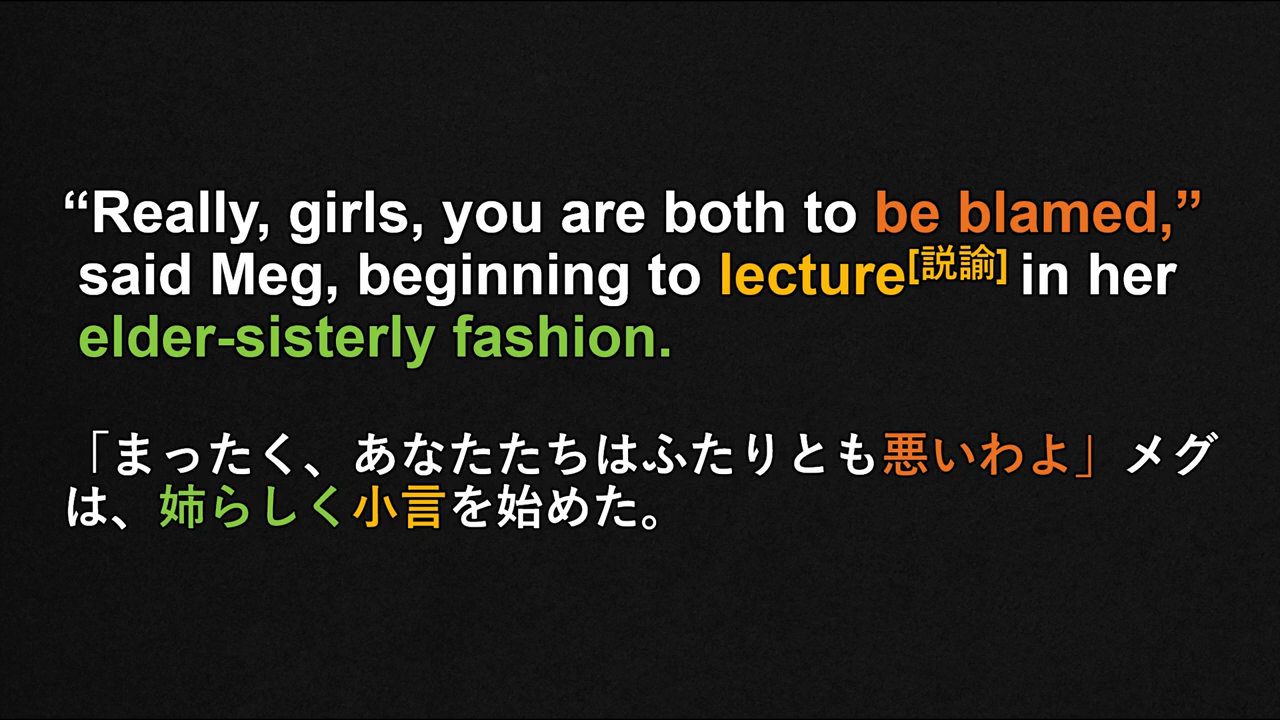 “Really, girls, you are both to be blamed,”
said Meg, beginning to lecture[説諭] in her
elder-sisterly fashion.
「まったく、あなたたちはふたりとも悪いわよ」メグ
は、姉らしく小言を始めた。